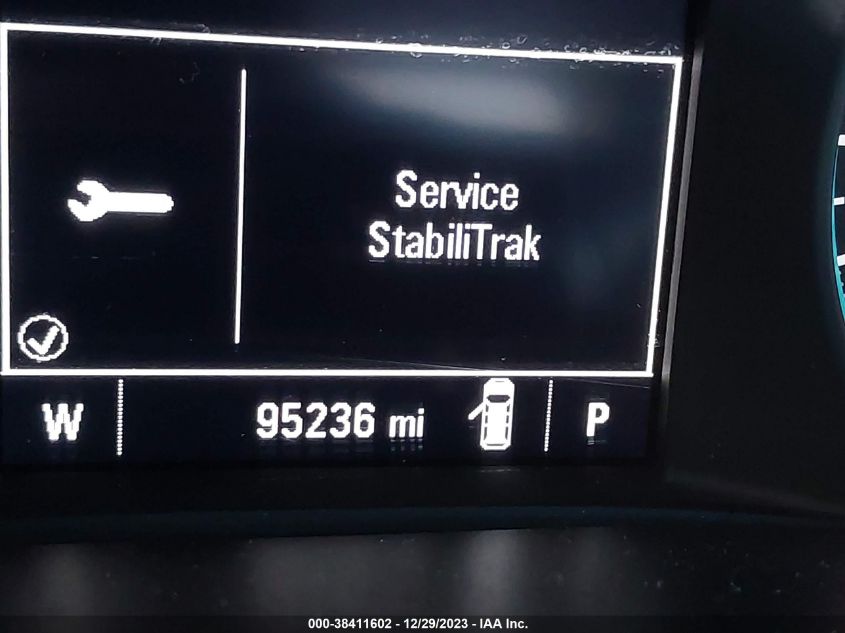 Service
StabiliTrak
W 95236 mi P
000-38411602 - 12/29/2023 - IAA Inc.